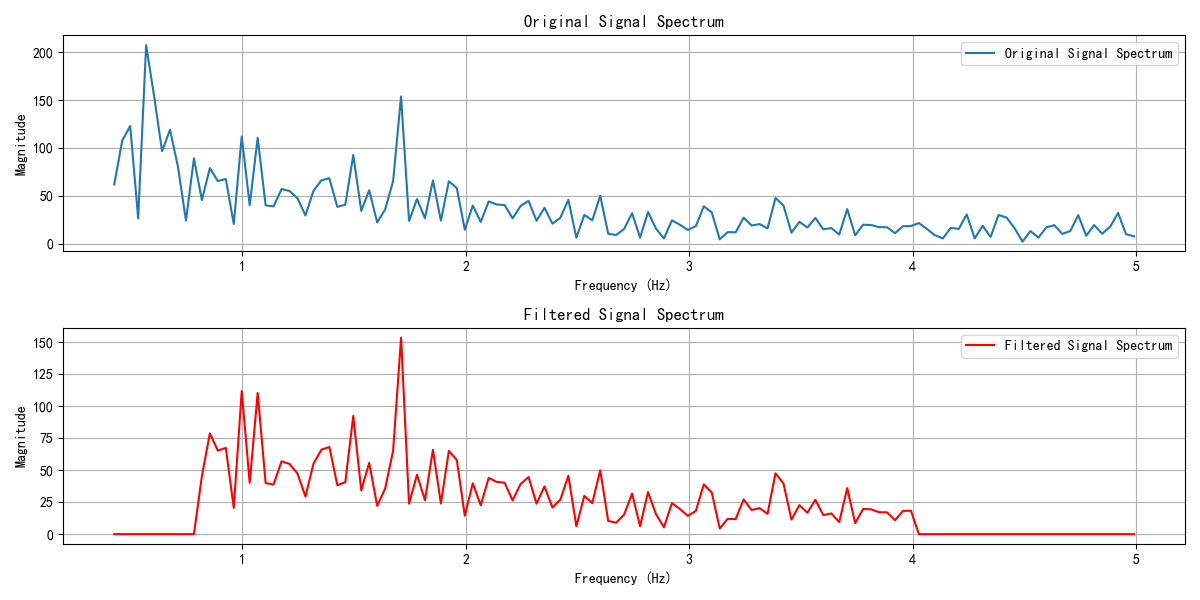 Original Signal Spectrum
Original Signal Spectrum
Magnitude
200
150
100
50
0
1 2 3 4 5
Frequency (Hz)
Filtered Signal Spectrum
Filtered Signal Spectrum
Magnitude
150
125
100
75
50
25
0
1 2 3 4 5
Frequency (Hz)